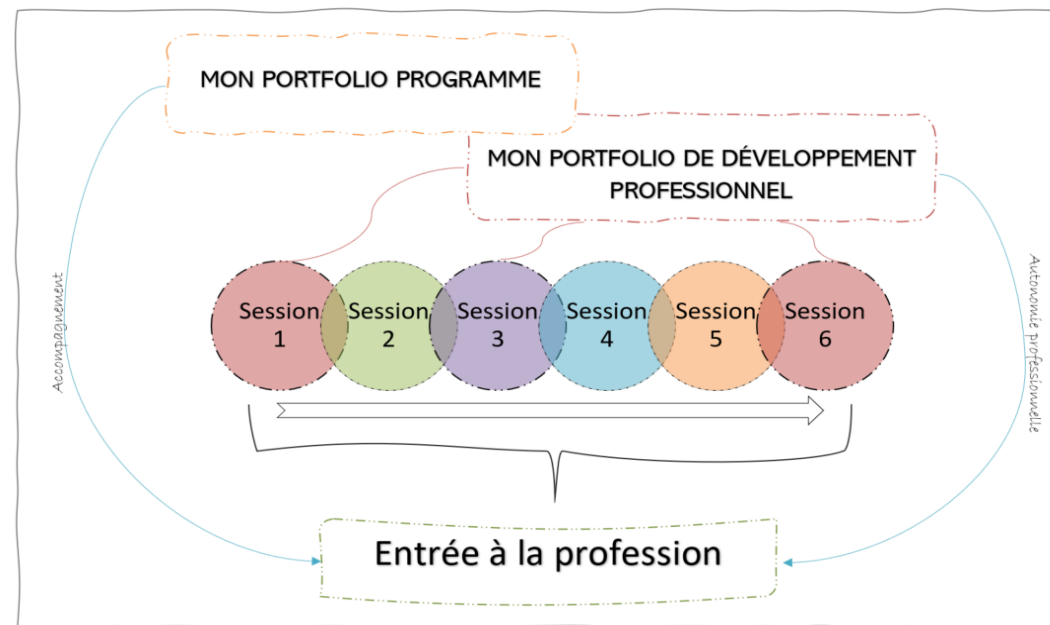 MON PORTFOLIO PROGRAMME
MON PORTFOLIO DE DÉVELOPPEMENT
PROFESSIONNEL
Accompagnement
Session
1
Session
2
Session
3
Session
4
Session
5
Session
6
Autonomie professionnelle
Entrée à la profession